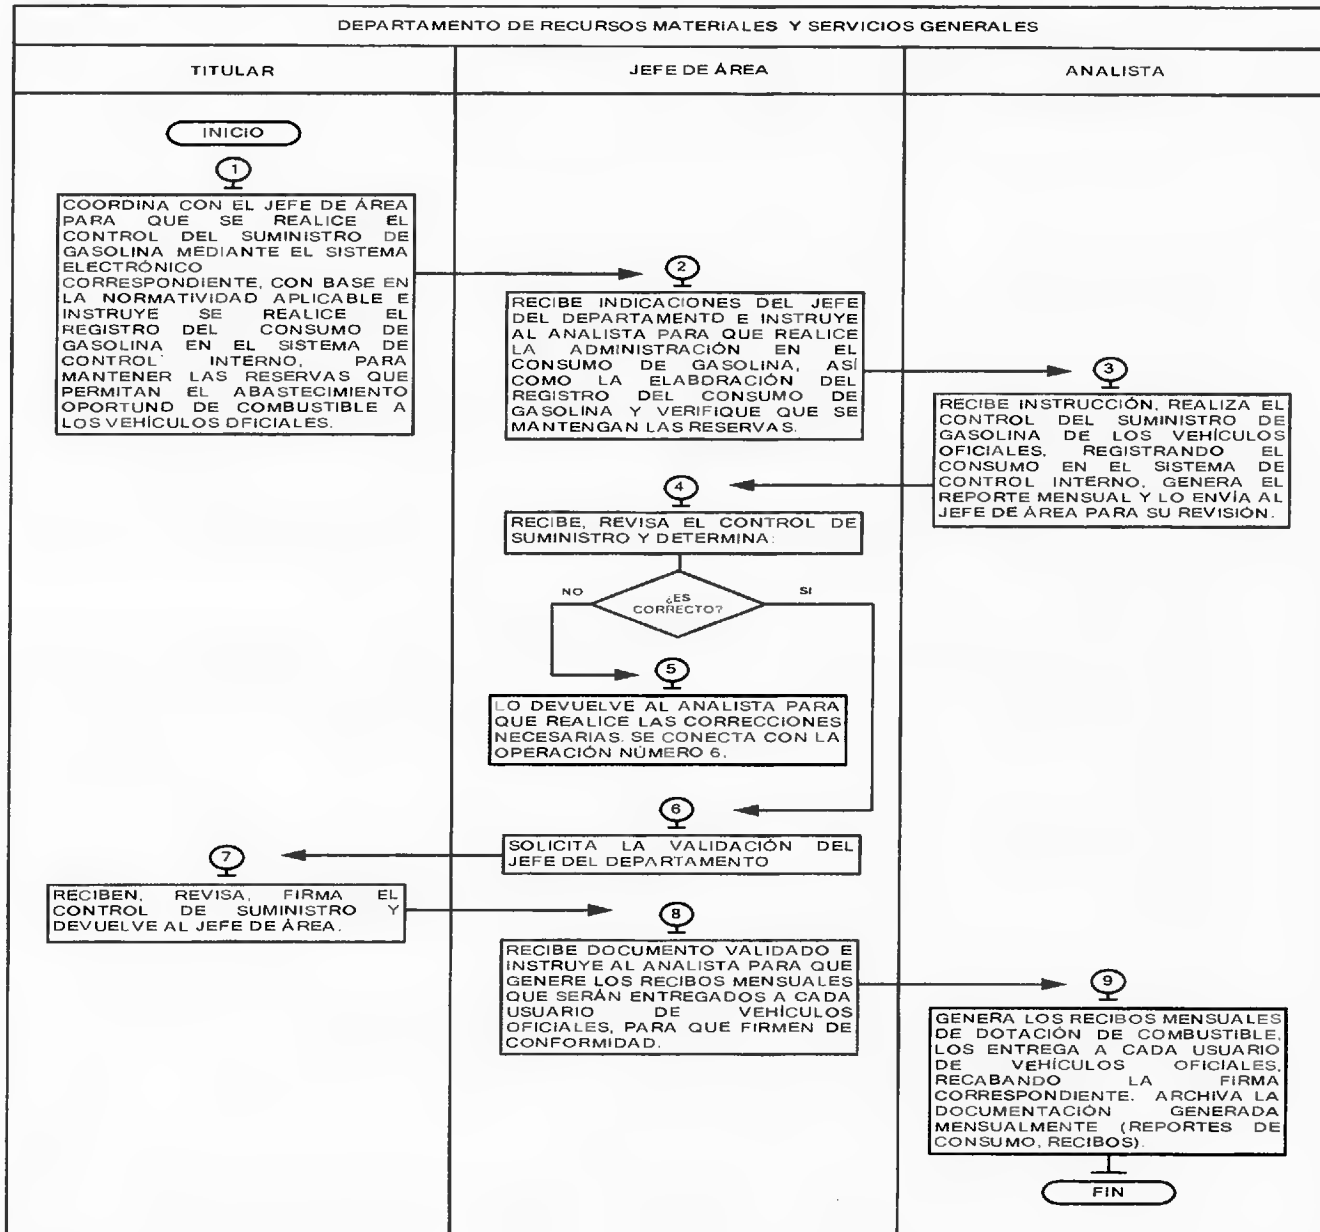 DEPARTAMENTO DE RECURSOS MATERIALES Y SERVICIOS GENERALES
TITULAR
JEFE DE ÁREA
ANALISTA
INICIO
1
COORDINA CON EL JEFE DE ÁREA
PARA QUE SE REALICE EL
CONTROL DEL SUMINISTRO DE
GASOLINA MEDIANTE EL SISTEMA
ELECTRÓNICO
CORRESPONDIENTE, CON BASE EN
LA NORMATIVIDAD APLICABLE E
INSTRUYE SE REALICE EL
REGISTRO DEL CONSUMO DE
GASOLINA EN EL SISTEMA DE
CONTROL INTERNO, PARA
MANTENER LAS RESERVAS QUE
PERMITAN EL ABASTECIMIENTO
OPORTUND DE COMBUSTIBLE A
LOS VEHÍCULOS OFICIALES.
2
RECIBE INDICACIONES DEL JEFE
DEL DEPARTAMENTO E INSTRUYE
AL ANALISTA PARA QUE REALICE
LA ADMINISTRACIÓN EN EL
CONSUMO DE GASOLINA, ASÍ
COMO LA ELABORACIÓN DEL
REGISTRO DEL CONSUMO DE
GASOLINA Y VERIFIQUE QUE SE
MANTENGAN LAS RESERVAS.
3
RECIBE INSTRUCCIÓN, REALIZA EL
CONTROL DEL SUMINISTRO DE
GASOLINA DE LOS VEHÍCULOS
OFICIALES, REGISTRANDO EL
CONSUMO EN EL SISTEMA DE
CONTROL INTERNO, GENERA EL
REPORTE MENSUAL Y LO ENVÍA AL
JEFE DE ÁREA PARA SU REVISIÓN.
4
RECIBE, REVISA EL CONTROL DE
SUMINISTRO Y DETERMINA:
NO
¿ES
CORRECTO?
SI
5
LO DEVUELVE AL ANALISTA PARA
QUE REALICE LAS CORRECCIONES
NECESARIAS. SE CONECTA CON LA
OPERACIÓN NÚMERO 6.
6
SOLICITA LA VALIDACIÓN DEL
JEFE DEL DEPARTAMENTO
7
RECIBEN, REVISA, FIRMA EL
CONTROL DE SUMINISTRO Y
DEVUELVE AL JEFE DE ÁREA.
8
RECIBE DOCUMENTO VALIDADO E
INSTRUYE AL ANALISTA PARA QUE
GENERE LOS RECIBOS MENSUALES
QUE SERÁN ENTREGADOS A CADA
USUARIO DE VEHÍCULOS
OFICIALES, PARA QUE FIRMEN DE
CONFORMIDAD.
9
GENERA LOS RECIBOS MENSUALES
DE DOTACIÓN DE COMBUSTIBLE,
LOS ENTREGA A CADA USUARIO
DE VEHÍCULOS OFICIALES,
RECABANDO LA FIRMA
CORRESPONDIENTE. ARCHIVA LA
DOCUMENTACIÓN GENERADA
MENSUALMENTE (REPORTES DE
CONSUMO, RECIBOS).
FIN